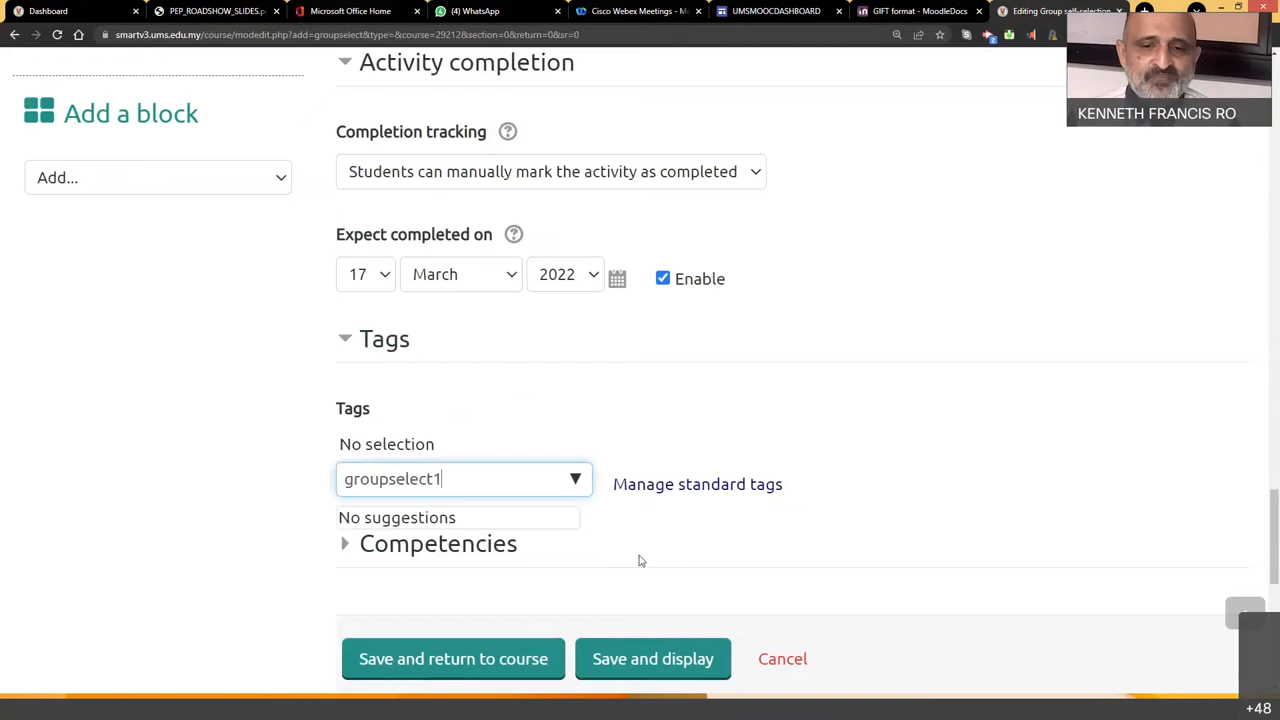 Dashboard
PEP_ROADSHOW_SLIDES.p
Microsoft Office Home
(4) WhatsApp
Cisco Webex Meetings - M
UMSMOOCDASHBOARD
GIFT format - MoodleDocs
Editing Group self-selection
smartv3.ums.edu.my/course/modedit.php?add=groupselect&type=&course=29212&section=0&return=0&sr=0
Activity completion
KENNETH FRANCIS RO
Add a block
Completion tracking
Add...
Students can manually mark the activity as completed
Expect completed on
17 March 2022 Enable
Tags
Tags
No selection
groupselect1
Manage standard tags
No suggestions
Competencies
Save and return to course
Save and display
Cancel
+48